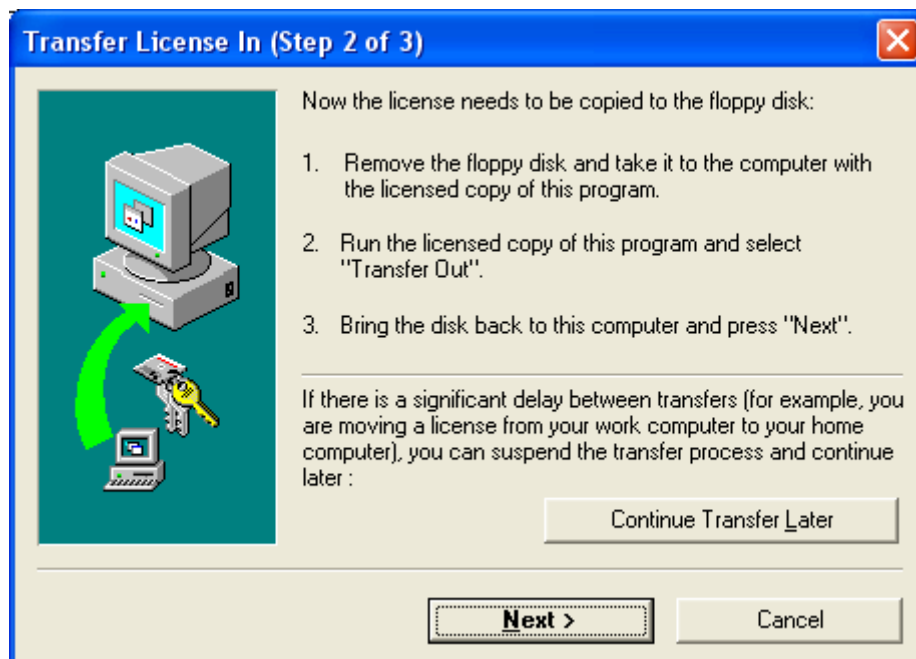 Transfer License In (Step 2 of 3)
Now the license needs to be copied to the floppy disk:
1. Remove the floppy disk and take it to the computer with
the licensed copy of this program.
2. Run the licensed copy of this program and select
"Transfer Out".
3. Bring the disk back to this computer and press "Next".
If there is a significant delay between transfers (for example, you
are moving a license from your work computer to your home
computer), you can suspend the transfer process and continue
later :
Continue Transfer Later
Next >
Cancel